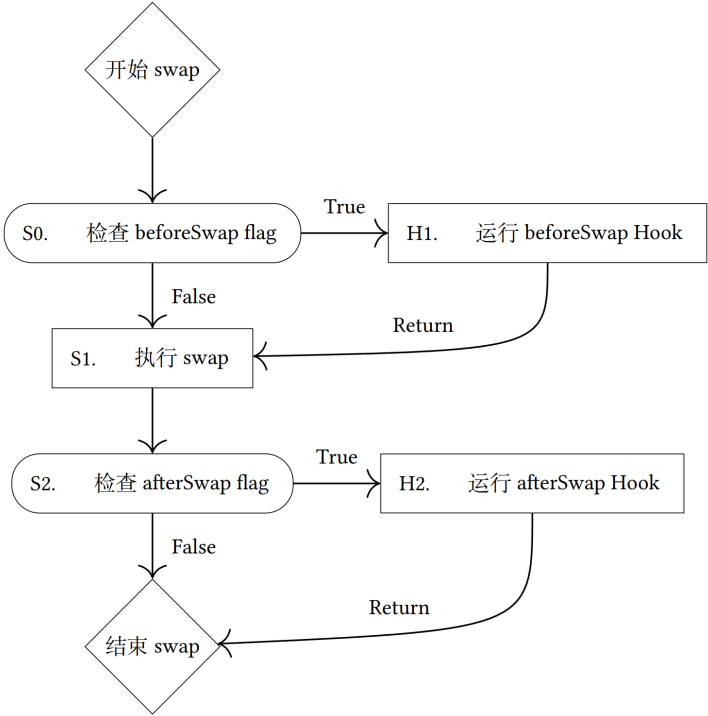 开始 swap
S0. 检查 beforeSwap flag
True
H1. 运行 beforeSwap Hook
False
Return
S1. 执行 swap
S2. 检查 afterSwap flag
True
H2. 运行 afterSwap Hook
False
Return
结束 swap